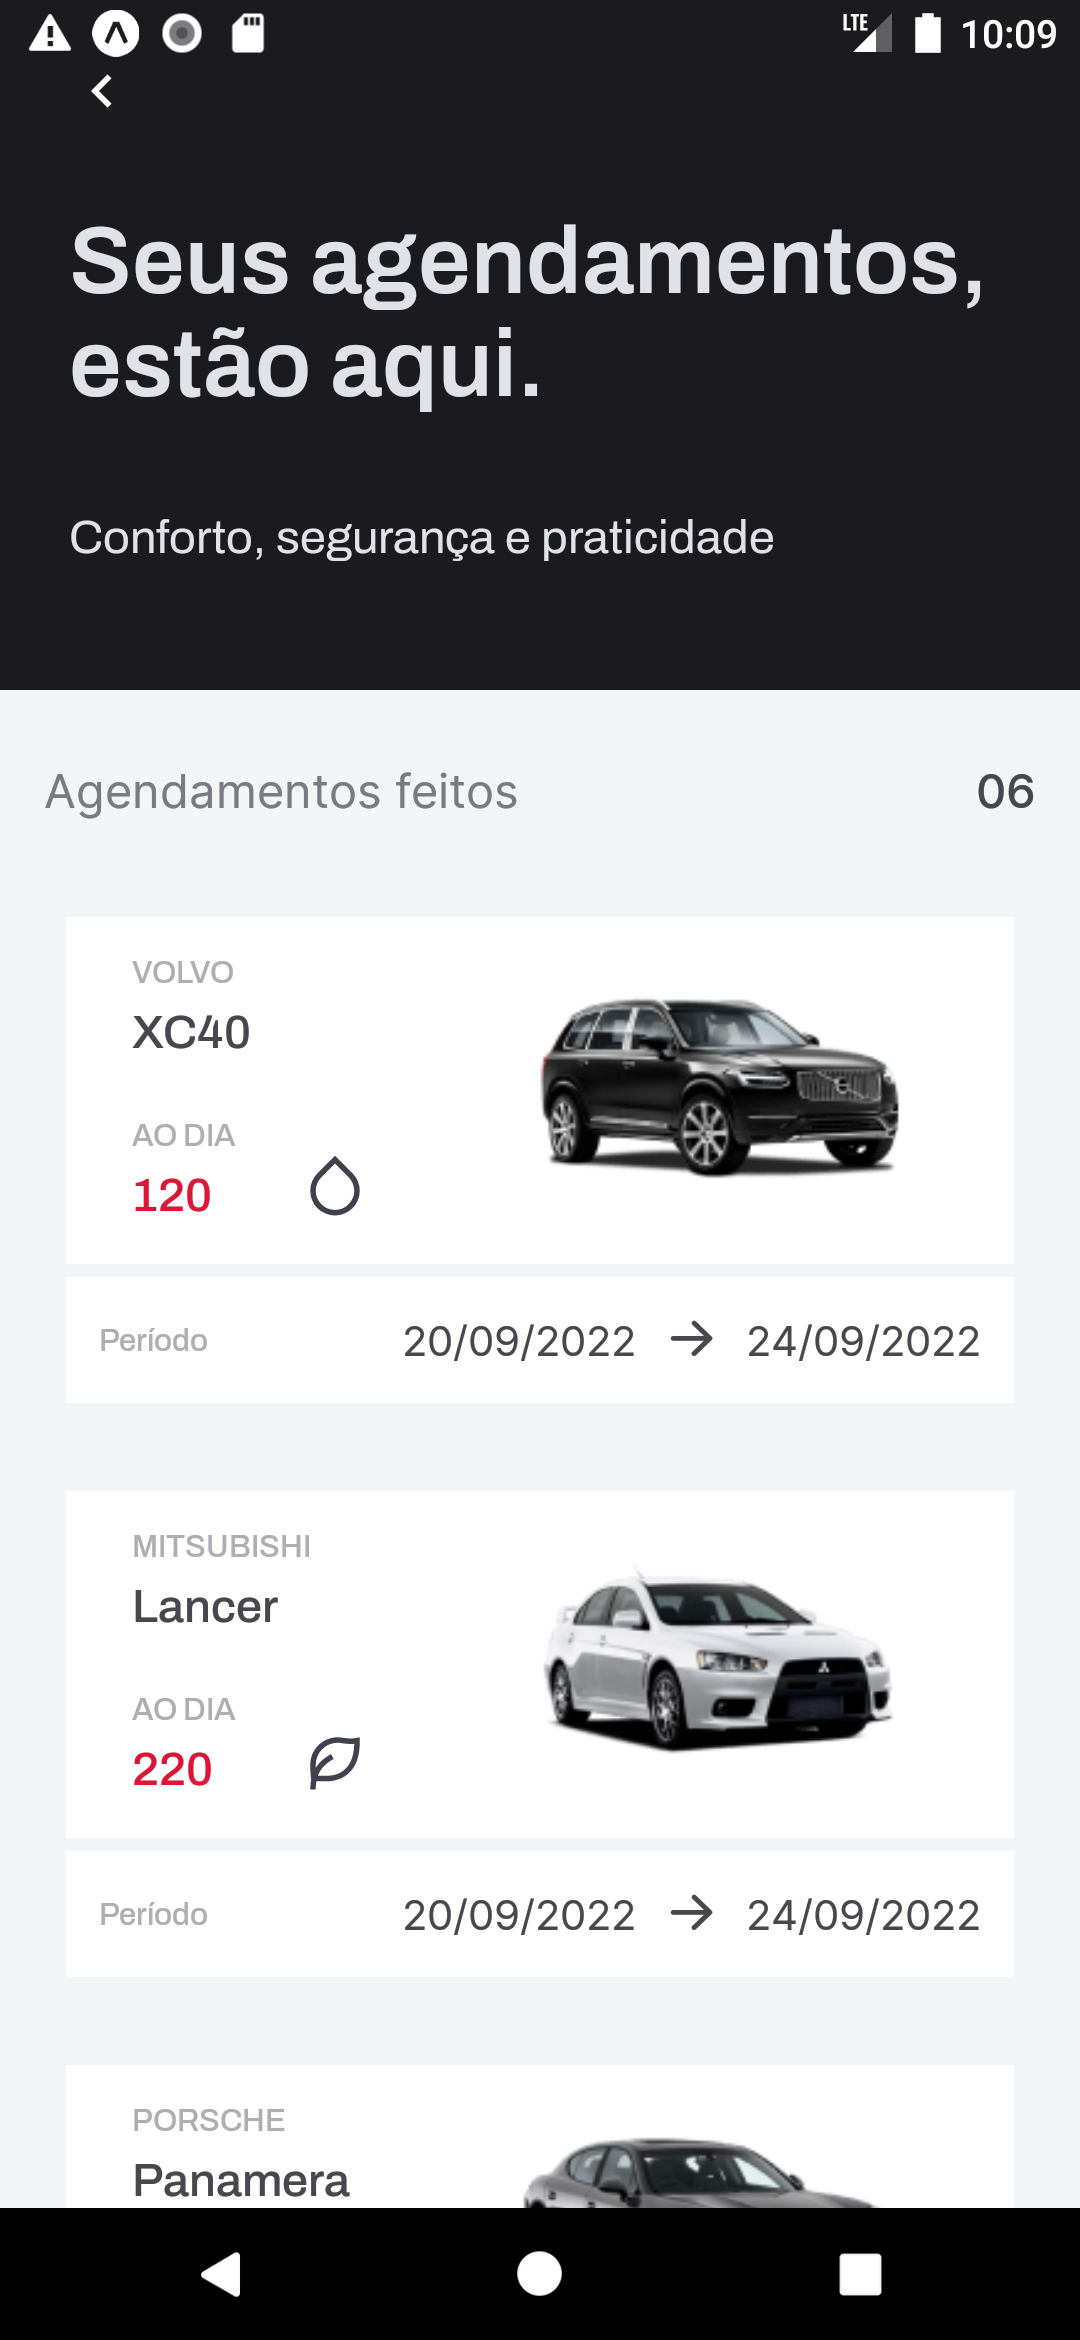 LTE 10:09
Seus agendamentos,
estão aqui.
Conforto, segurança e praticidade
Agendamentos feitos 06
VOLVO
XC40
AO DIA
120
Período 20/09/2022 → 24/09/2022
MITSUBISHI
Lancer
AO DIA
220
Período 20/09/2022 → 24/09/2022
PORSCHE
Panamera